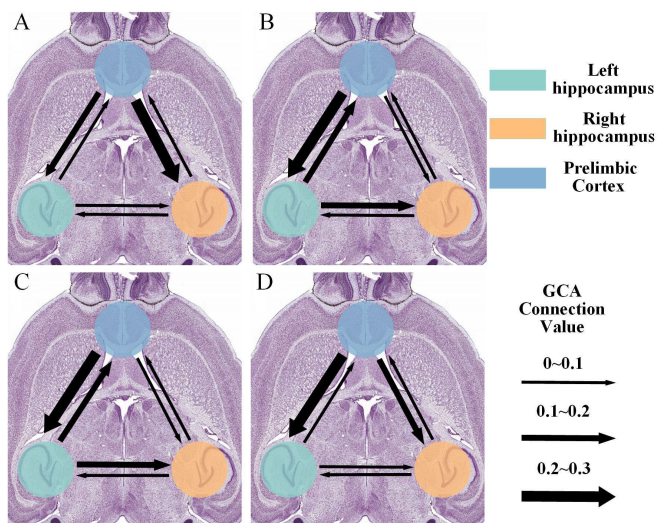 A
B
Left
hippocampus
Right
hippocampus
Prelimbic
Cortex
C
D
GCA
Connection
Value
0~0.1
0.1~0.2
0.2~0.3